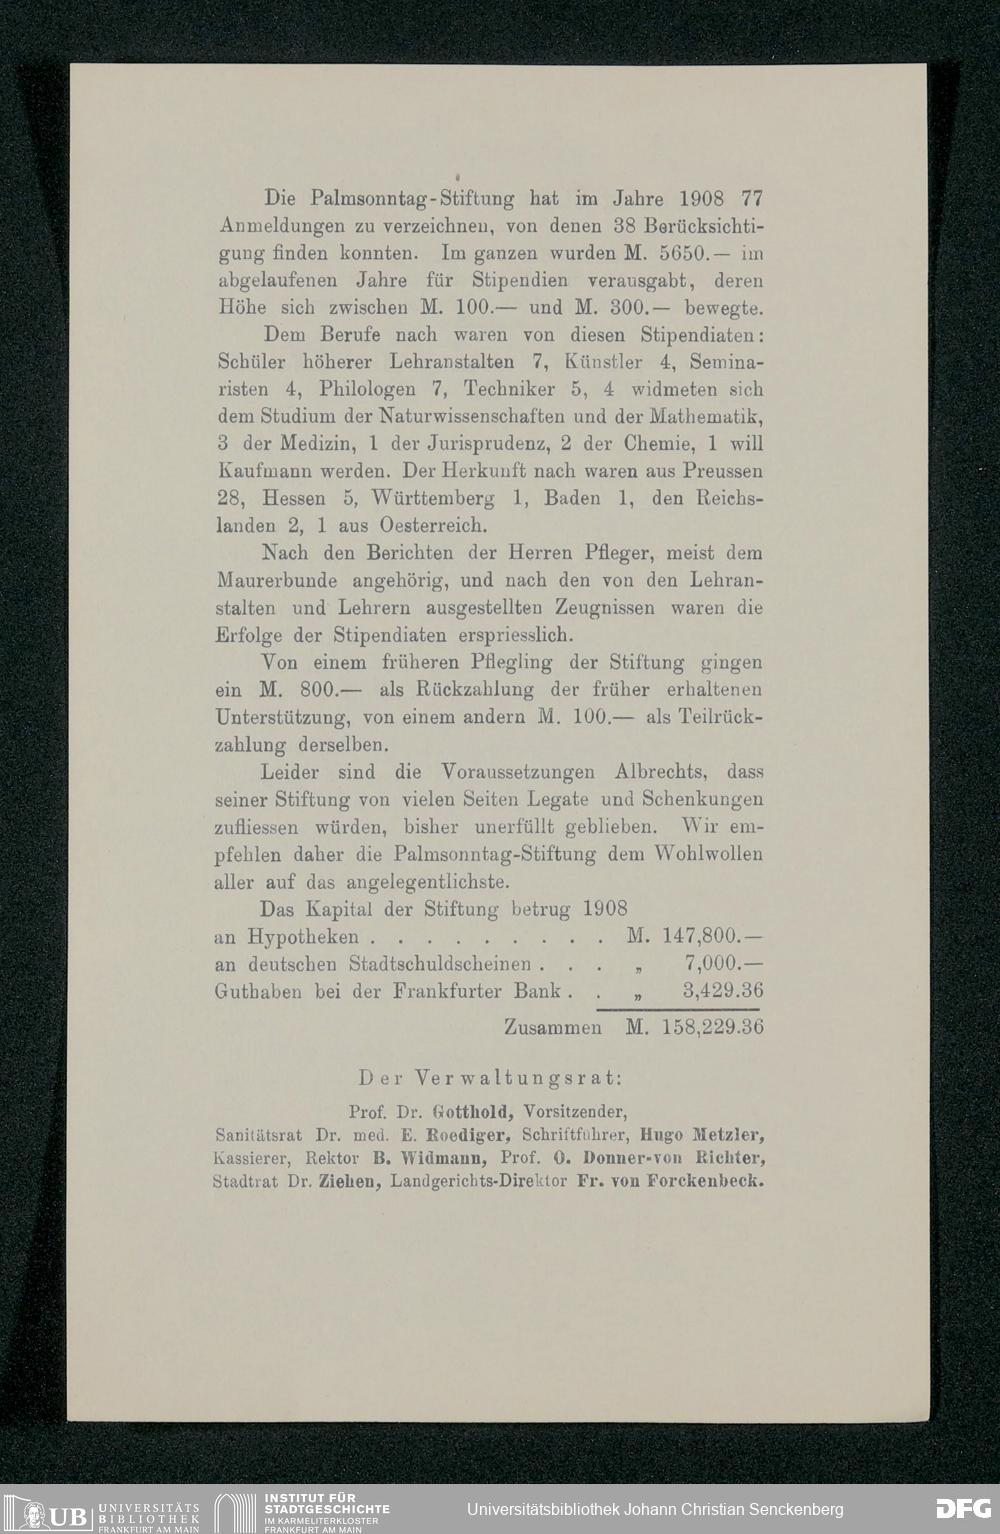 Die Palmsonntag-Stiftung hat im Jahre 1908 77
Anmeldungen zu verzeichnen, von denen 38 Berücksichti-
gung finden konnten. Im ganzen wurden M. 5650.— im
abgelaufenen Jahre für Stipendien verausgabt, deren
Höhe sich zwischen M. 100.— und M. 300.— bewegte.
Dem Berufe nach waren von diesen Stipendiaten:
Schüler höherer Lehranstalten 7, Künstler 4, Semina-
risten 4, Philologen 7, Techniker 5, 4 widmeten sich
dem Studium der Naturwissenschaften und der Mathematik,
3 der Medizin, 1 der Jurisprudenz, 2 der Chemie, 1 will
Kaufmann werden. Der Herkunft nach waren aus Preussen
28, Hessen 5, Württemberg 1, Baden 1, den Reichs-
landen 2, 1 aus Oesterreich.
Nach den Berichten der Herren Pfleger, meist dem
Maurerbunde angehörig, und nach den von den Lehran-
stalten und Lehrern ausgestellten Zeugnissen waren die
Erfolge der Stipendiaten erspriesslich.
Von einem früheren Pflegling der Stiftung gingen
ein M. 800.— als Rückzahlung der früher erhaltenen
Unterstützung, von einem andern M. 100.— als Teilrück-
zahlung derselben.
Leider sind die Voraussetzungen Albrechts, dass
seiner Stiftung von vielen Seiten Legate und Schenkungen
zufliessen würden, bisher unerfüllt geblieben. Wir em-
pfehlen daher die Palmsonntag-Stiftung dem Wohlwollen
aller auf das angelegentlichste.
Das Kapital der Stiftung betrug 1908
an Hypotheken . . . . . . . . . M. 147,800.—
an deutschen Stadtschuldscheinen . . . „ 7,000.—
Guthaben bei der Frankfurter Bank . . „ 3,429.36
Zusammen M. 158,229.36
Der Verwaltungsrat:
Prof. Dr. Gotthold, Vorsitzender,
Sanitätsrat Dr. med. E. Roediger, Schriftführer, Hugo Metzler,
Kassierer, Rektor B. Widmann, Prof. O. Donner-von Richter,
Stadtrat Dr. Ziehen, Landgerichts-Direktor Fr. von Forckenbeck.
UB UNIVERSITÄTS
BIBLIOTHEK
FRANKFURT AM MAIN
INSTITUT FÜR
STADTGESCHICHTE
IM KARMELITERKLOSTER
FRANKFURT AM MAIN
Universitätsbibliothek Johann Christian Senckenberg
DFG